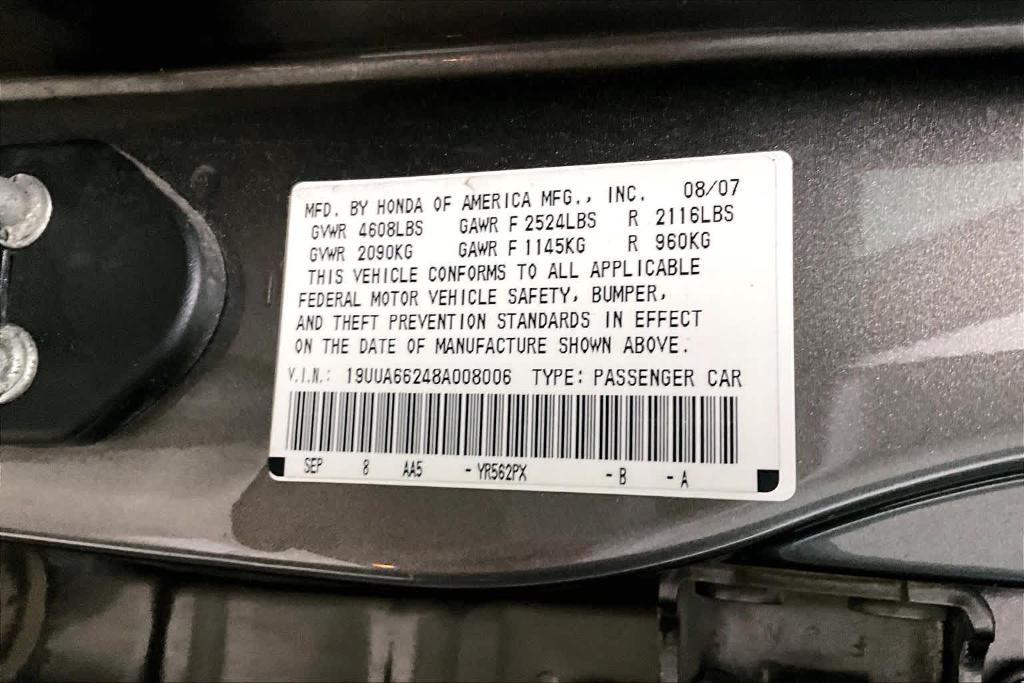 MFD. BY HONDA OF AMERICA MFG., INC. 08/07
GVWR 4608LBS GAWR F 2524LBS R 2116LBS
GVWR 2090KG GAWR F 1145KG R 960KG
THIS VEHICLE CONFORMS TO ALL APPLICABLE
FEDERAL MOTOR VEHICLE SAFETY, BUMPER,
AND THEFT PREVENTION STANDARDS IN EFFECT
ON THE DATE OF MANUFACTURE SHOWN ABOVE.
V.I.N.: 19UUA66248A008006 TYPE: PASSENGER CAR
SEP 8 AA5 -YR562PX -B -A